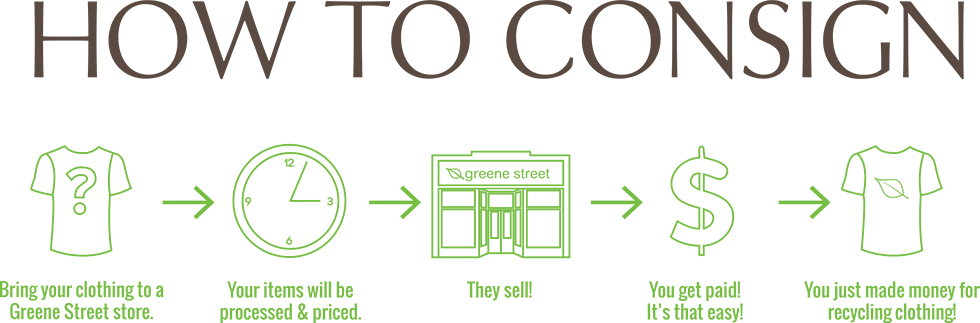 HOW TO CONSIGN
?
12
9
3
6
greene street
$
Bring your clothing to a
Greene Street store.
Your items will be
processed & priced.
They sell!
You get paid!
It's that easy!
You just made money for
recycling clothing!